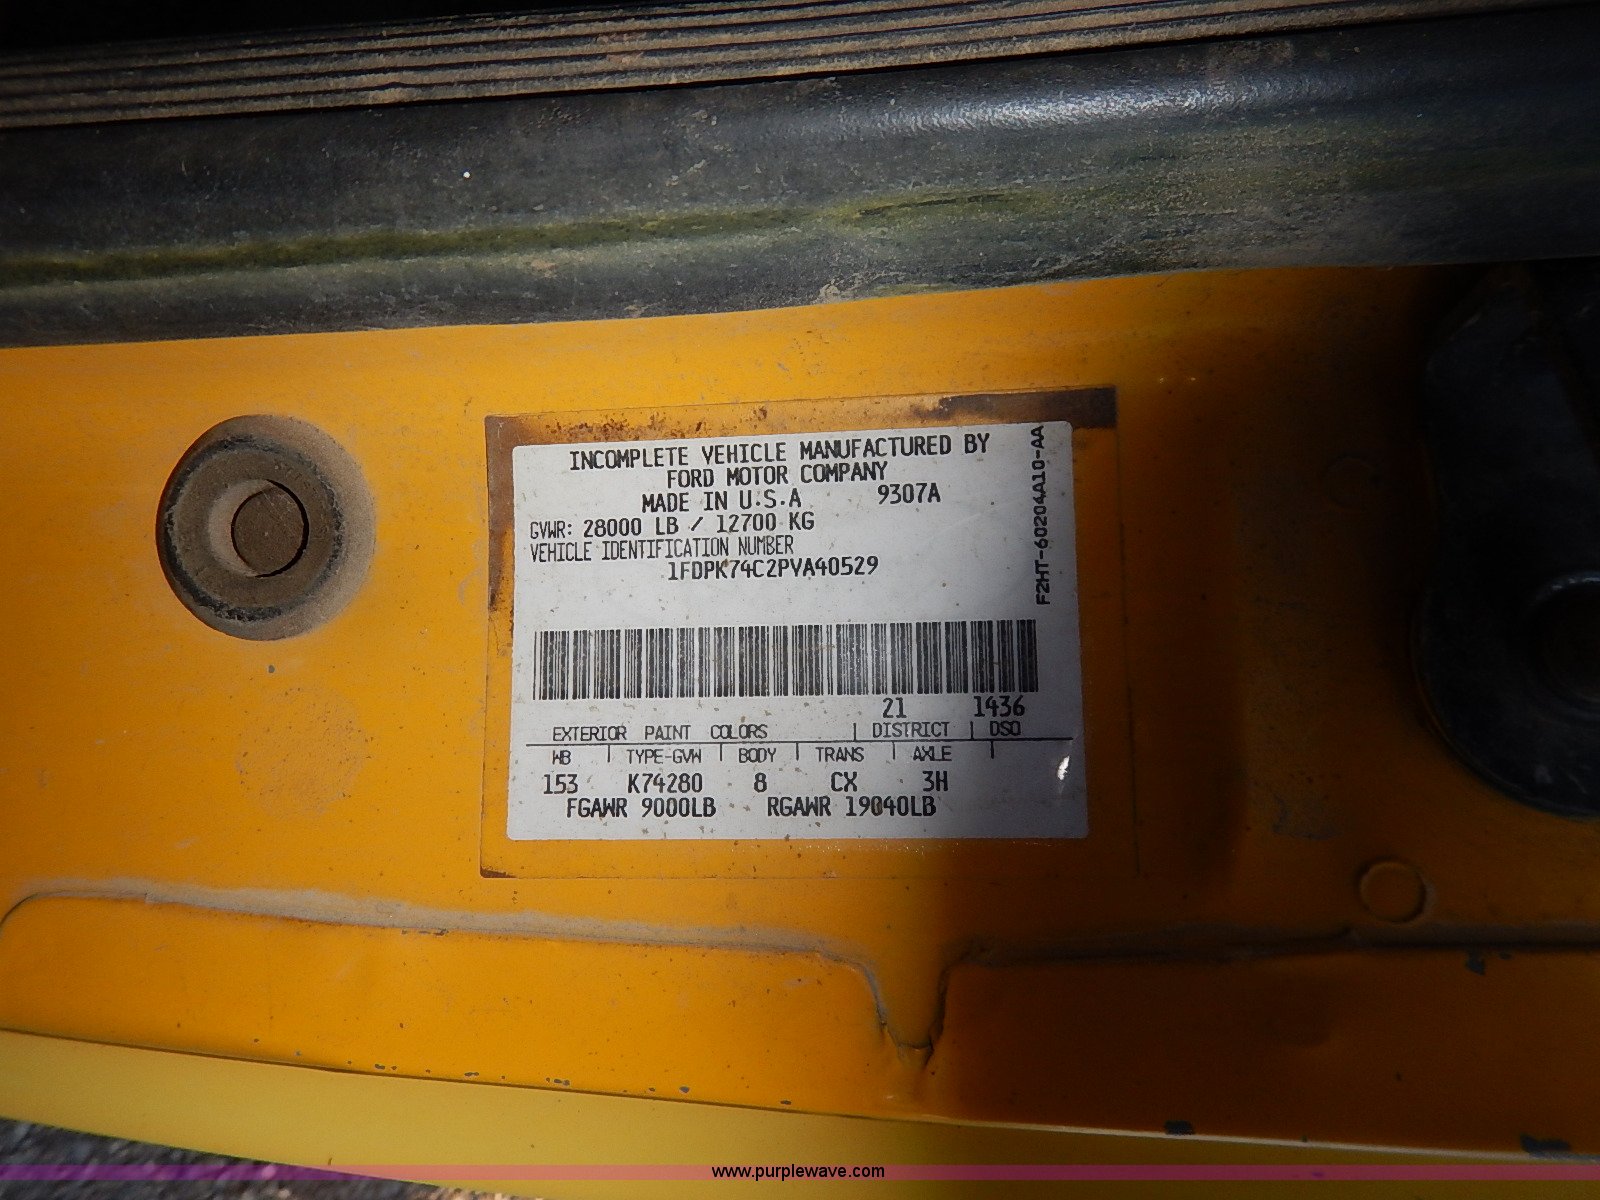 INCOMPLETE VEHICLE MANUFACTURED BY
FORD MOTOR COMPANY
MADE IN U.S.A 9307A
GVWR: 28000 LB / 12700 KG
VEHICLE IDENTIFICATION NUMBER
1FDPK74C2PVA40529
F2HT-60204A10-AA
21 1436
EXTERIOR PAINT COLORS | DISTRICT | DSO
WB | TYPE-GVW | BODY | TRANS | AXLE |
153 K74280 8 CX 3H
FGAWR 9000LB RGAWR 19040LB
www.purplewave.com